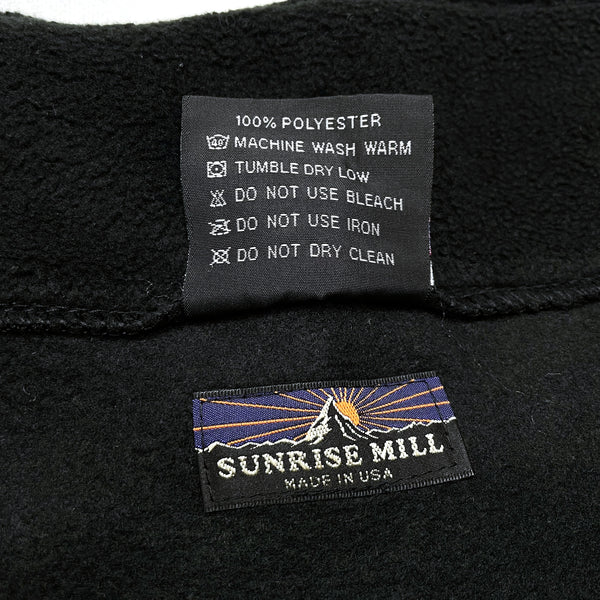 100% POLYESTER
40 MACHINE WASH WARM
TUMBLE DRY LOW
DO NOT USE BLEACH
DO NOT USE IRON
DO NOT DRY CLEAN
SUNRISE MILL
MADE IN USA